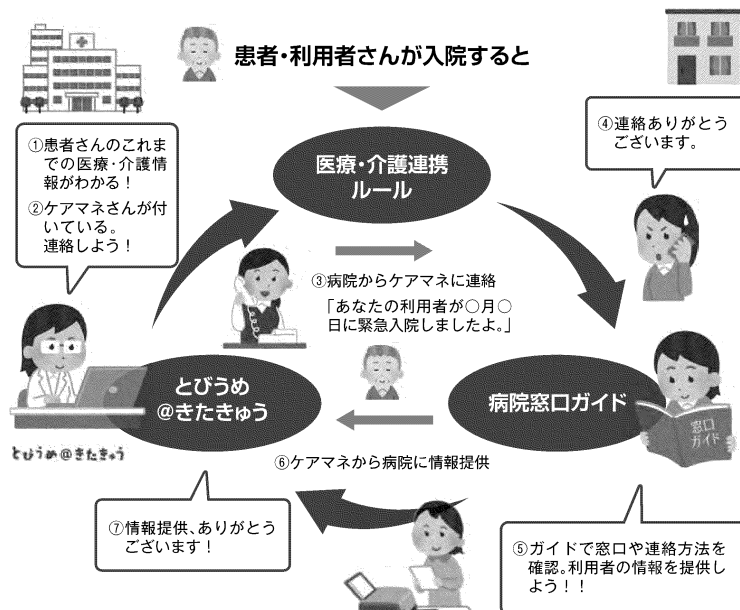 患者・利用者さんが入院すると
①患者さんのこれま
での医療・介護情
報がわかる！
②ケアマネさんが付
いている。
連絡しよう！
医療・介護連携
ルール
④連絡ありがとう
ございます。
③病院からケアマネに連絡
「あなたの利用者が○月○
日に緊急入院しましたよ。」
とびうめ
@きたきゅう
病院窓口ガイド
窓口
ガイド
とびうめ@きたきゅう
⑥ケアマネから病院に情報提供
⑦情報提供、ありがとう
ございます！
⑤ガイドで窓口や連絡方法を
確認。利用者の情報を提供し
よう！！